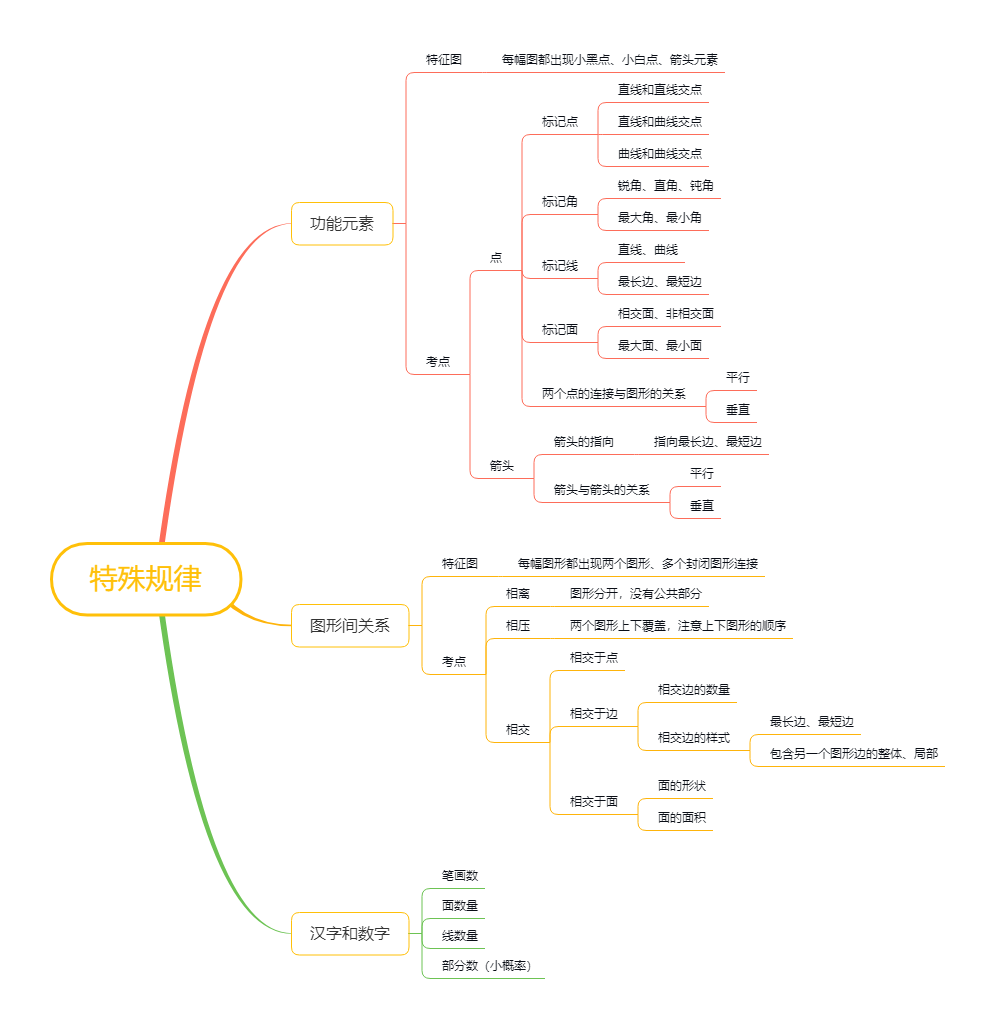 特殊规律
功能元素
特征图
每幅图都出现小黑点、小白点、箭头元素
考点
点
标记点
直线和直线交点
直线和曲线交点
曲线和曲线交点
标记角
锐角、直角、钝角
最大角、最小角
标记线
直线、曲线
最长边、最短边
标记面
相交面、非相交面
最大面、最小面
两个点的连接与图形的关系
平行
垂直
箭头
箭头的指向
指向最长边、最短边
箭头与箭头的关系
平行
垂直
图形间关系
特征图
每幅图形都出现两个图形、多个封闭图形连接
考点
相离
图形分开，没有公共部分
相压
两个图形上下覆盖，注意上下图形的顺序
相交
相交于点
相交于边
相交边的数量
相交边的样式
最长边、最短边
包含另一个图形边的整体、局部
相交于面
面的形状
面的面积
汉字和数字
笔画数
面数量
线数量
部分数（小概率）